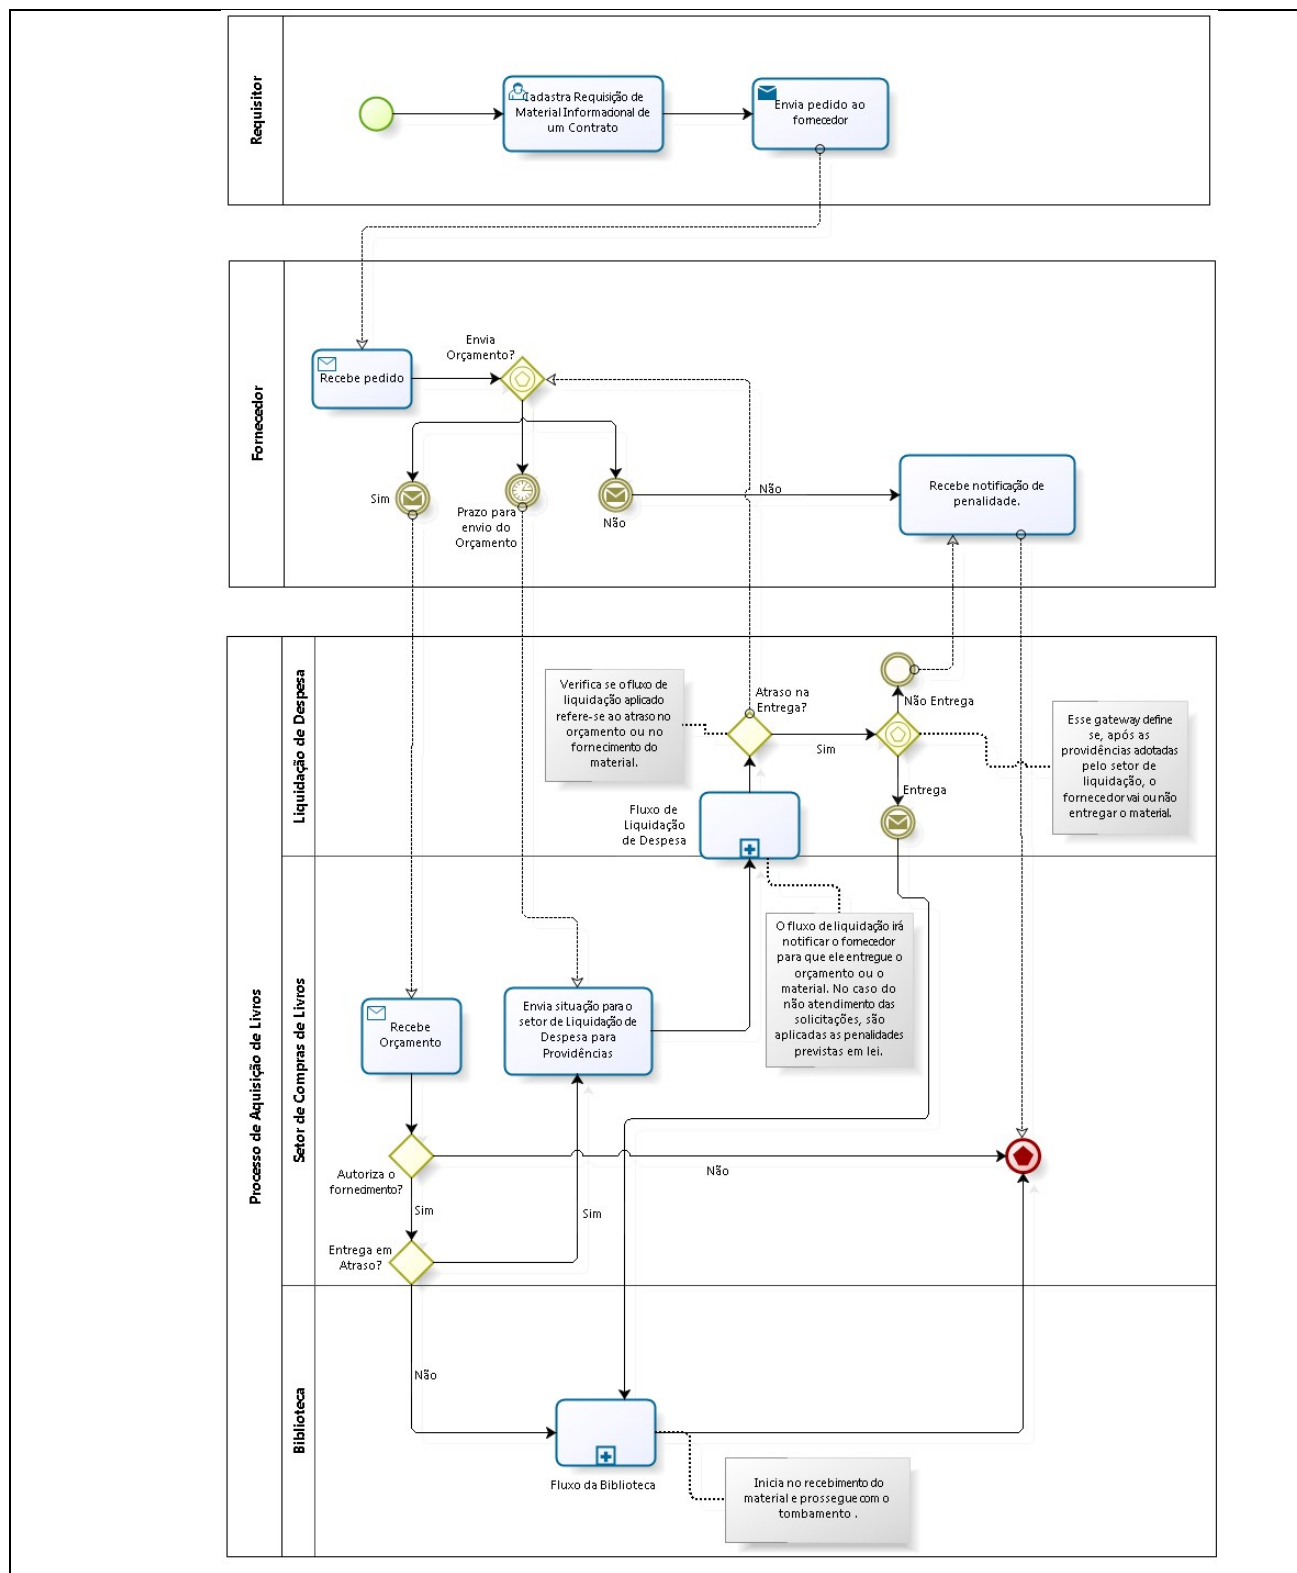 Requisitor
Cadastra Requisição de
Material Informacional de
um Contrato
Envia pedido ao
fornecedor
Fornecedor
Envia
Orçamento?
Recebe pedido
Sim
Prazo para
envio do
Orçamento
Não
Não
Recebe notificação de
penalidade.
Processo de Aquisição de Livros
Liquidação de Despesa
Verifica se o fluxo de
liquidação aplicado
refere-se ao atraso no
orçamento ou no
fornecimento do
material.
Atraso na
Entrega?
Sim
Não Entrega
Entrega
Esse gateway define
se, após as
providências adotadas
pelo setor de
liquidação, o
fornecedor vai ou não
entregar o material.
Fluxo de
Liquidação
de Despesa
Setor de Compras de Livros
O fluxo de liquidação irá
notificar o fornecedor
para que ele entregue o
orçamento ou o
material. No caso do
não atendimento das
solicitações, são
aplicadas as penalidades
previstas em lei.
Recebe
Orçamento
Envia situação para o
setor de Liquidação de
Despesa para
Providências
Autoriza o
fornecimento?
Não
Sim
Sim
Entrega em
Atraso?
Biblioteca
Não
Fluxo da Biblioteca
Inicia no recebimento do
material e prossegue com o
tombamento .